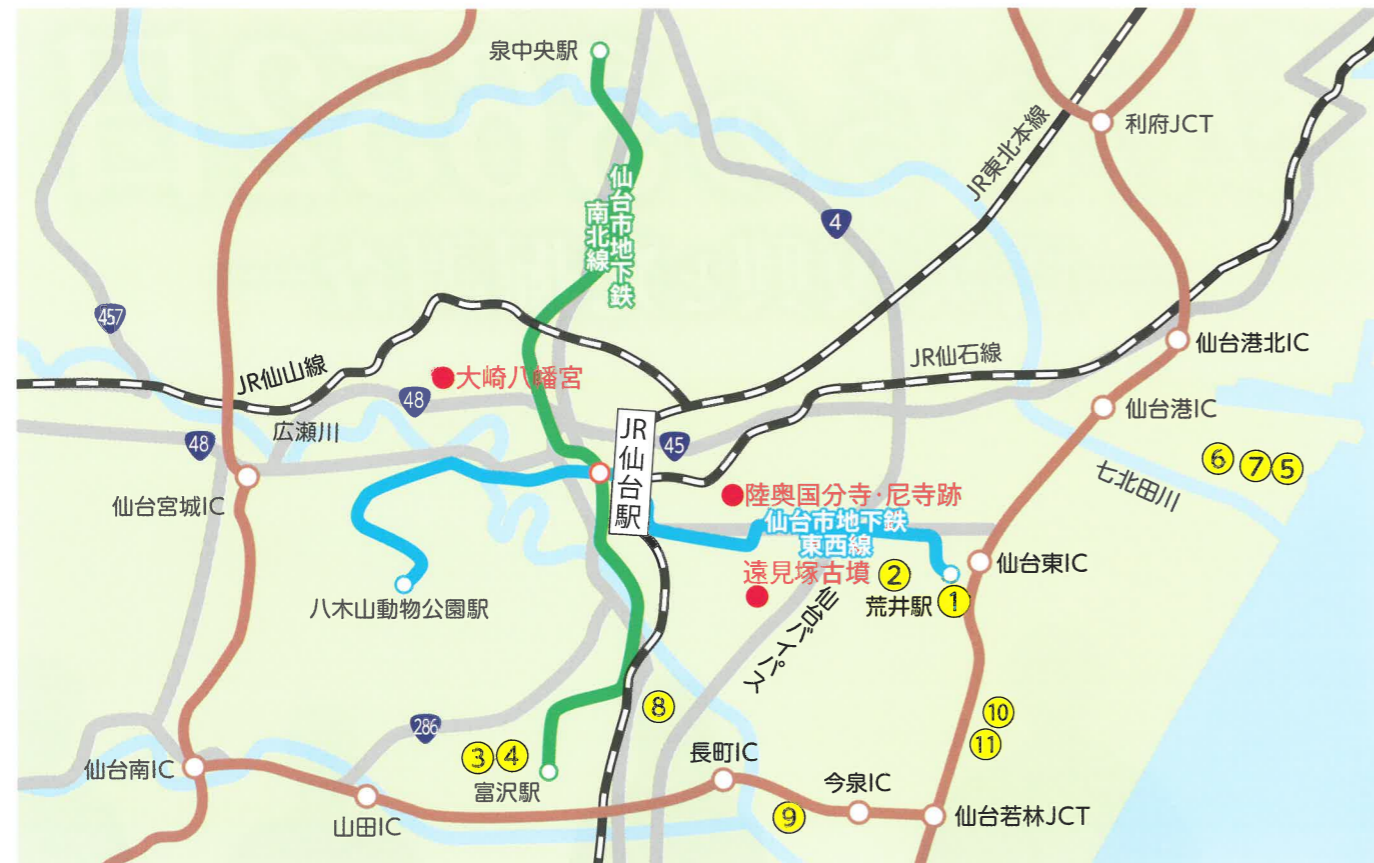 泉中央駅
利府JCT
JR東北本線
仙台市地下鉄
南北線
4
457
JR仙山線
大崎八幡宮
48
JR仙石線
仙台港北IC
仙台港IC
広瀬川
48
JR仙台駅
45
七北田川
⑥
⑦
⑤
仙台宮城IC
陸奥国分寺・尼寺跡
仙台市地下鉄
東西線
仙台東IC
遠見塚古墳
②
荒井駅
①
八木山動物公園駅
仙台バイパス
⑧
⑩
⑪
286
③
④
富沢駅
仙台南IC
山田IC
長町IC
今泉IC
⑨
仙台若林JCT